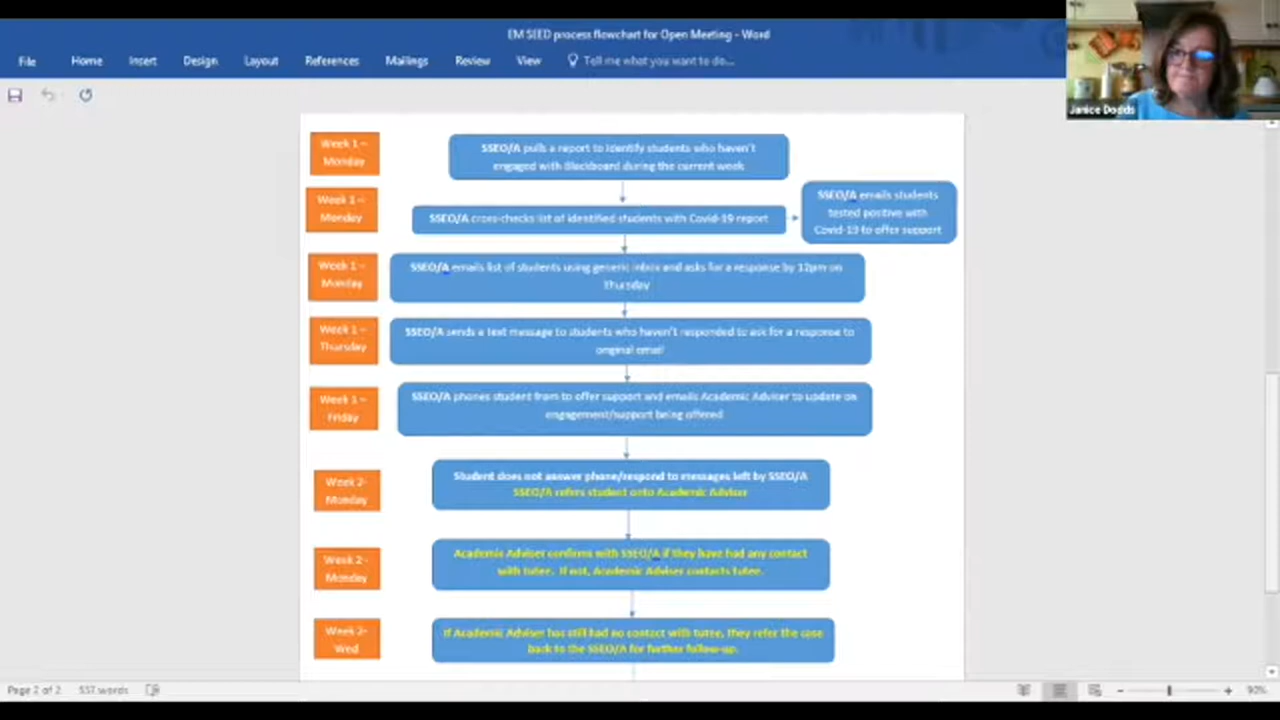 EM SEED process flowchart for Open Meeting - Word
File Home Insert Design Layout References Mailings Review View Tell me what you want to do...
Janice Dodds
Week 1 –
Monday
SSEO/A pulls a report to identify students who haven't
engaged with Blackboard during the current week
Week 1 –
Monday
SSEO/A cross-checks list of identified students with Covid-19 report
SSEO/A emails students
tested positive with
Covid-19 to offer support
Week 1 –
Monday
SSEO/A emails list of students using generic inbox and asks for a response by 12pm on
Thursday
Week 1 –
Thursday
SSEO/A sends a text message to students who haven't responded to ask for a response to
original email
Week 1 –
Friday
SSEO/A phones student from to offer support and emails Academic Adviser to update on
engagement/support being offered
Week 2-
Monday
Student does not answer phone/respond to messages left by SSEO/A
SSEO/A refers student onto Academic Adviser
Week 2 -
Monday
Academic Adviser confirms with SSEO/A if they have had any contact
with tutee. If not, Academic Adviser contacts tutee.
Week 2-
Wed
If Academic Adviser has still had no contact with tutee, they refer the case
back to the SSEO/A for further follow-up.
Page 2 of 2 537 words
90%